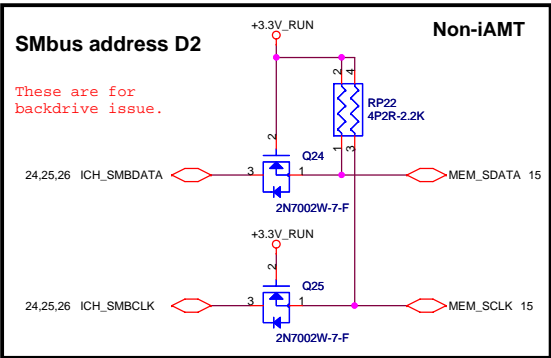 SMbus address D2
+3.3V_RUN
Non-iAMT
These are for
backdrive issue.
2 4
RP22
4P2R-2.2K
1 3
2
Q24
24,25,26 ICH_SMBDATA
3 1
MEM_SDATA 15
2N7002W-7-F
+3.3V_RUN
2
Q25
24,25,26 ICH_SMBCLK
3 1
MEM_SCLK 15
2N7002W-7-F